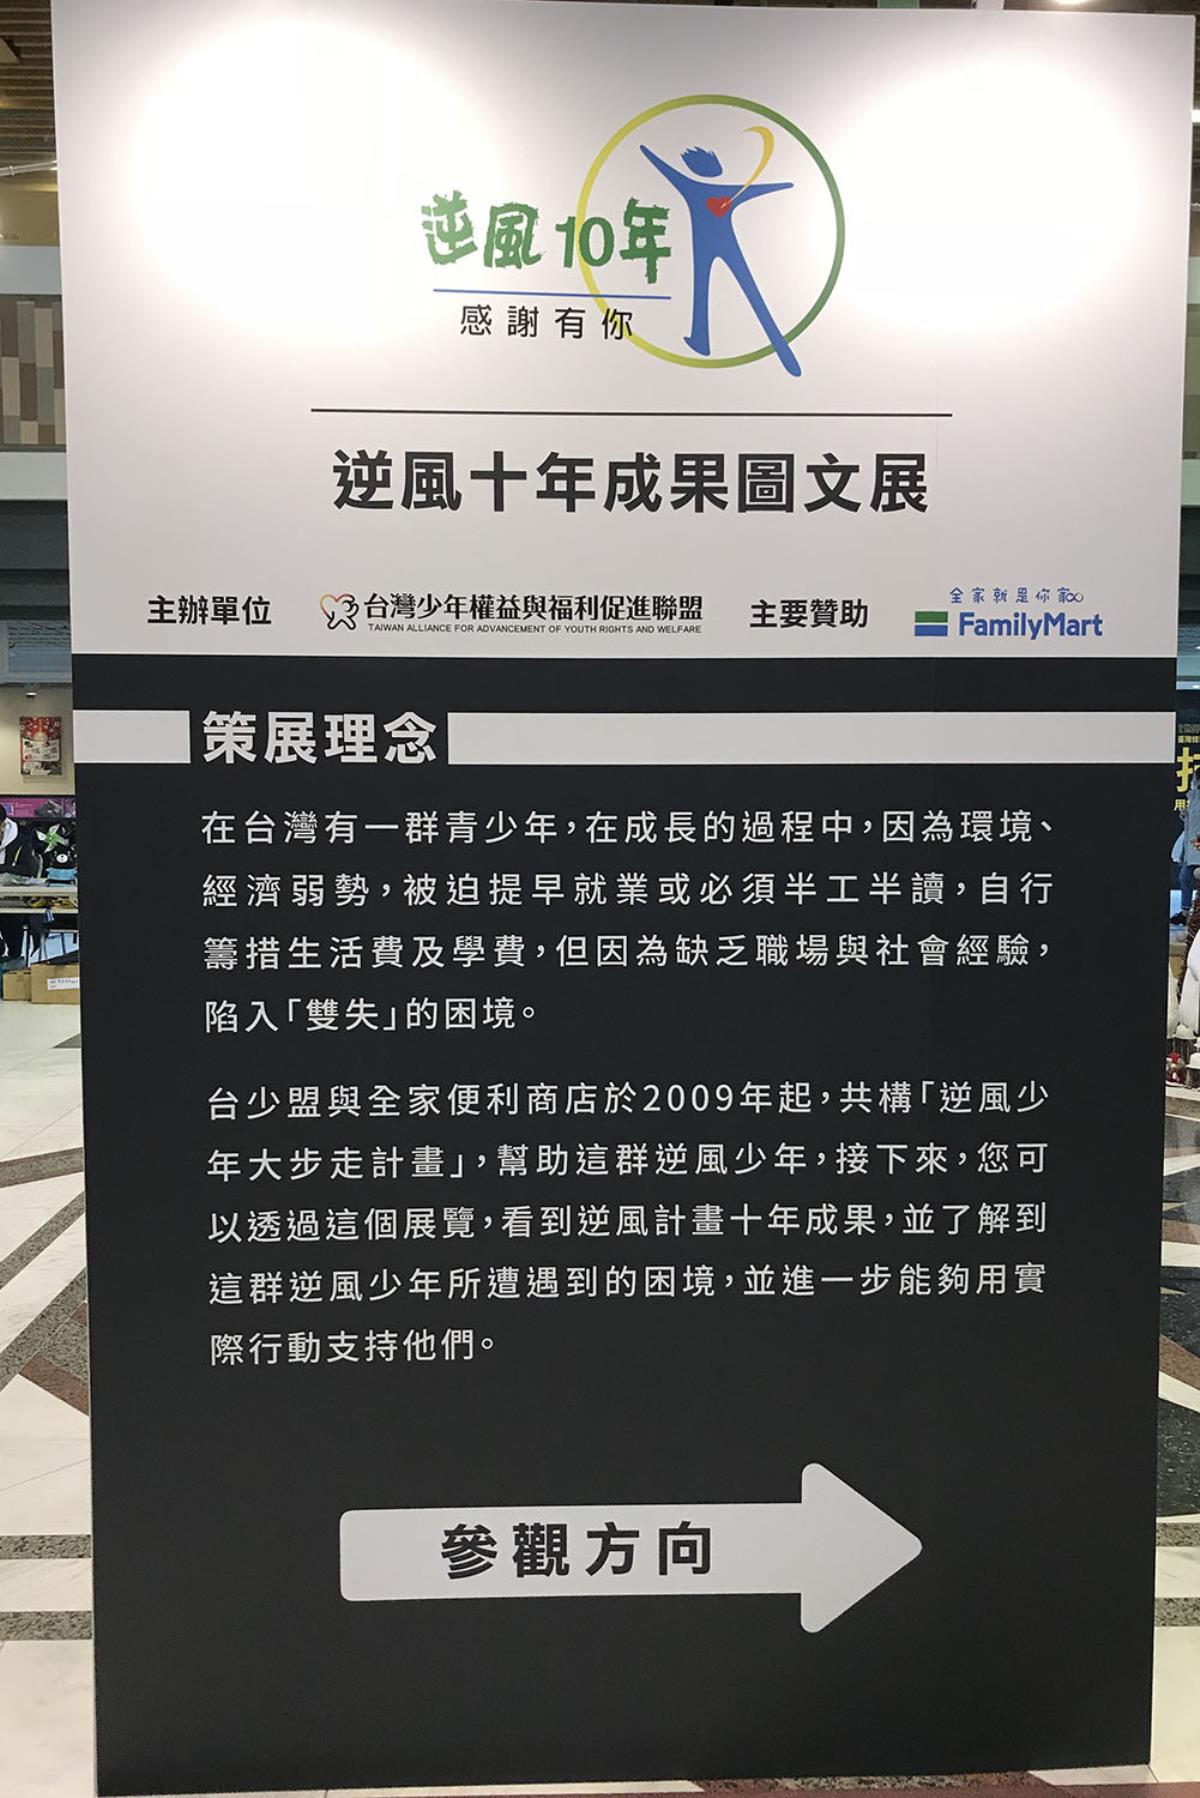 逆風10年
感謝有你
逆風十年成果圖文展
主辦單位 台灣少年權益與福利促進聯盟 主要贊助 全家就是你家
TAIWAN ALLIANCE FOR ADVANCEMENT OF YOUTH RIGHTS AND WELFARE FamilyMart
策展理念
在台灣有一群青少年，在成長的過程中，因為環境、
經濟弱勢，被迫提早就業或必須半工半讀，自行
籌措生活費及學費，但因為缺乏職場與社會經驗，
陷入「雙失」的困境。
台少盟與全家便利商店於2009年起，共構「逆風少
年大步走計畫」，幫助這群逆風少年，接下來，您可
以透過這個展覽，看到逆風計畫十年成果，並了解到
這群逆風少年所遭遇到的困境，並進一步能夠用實
際行動支持他們。
參觀方向